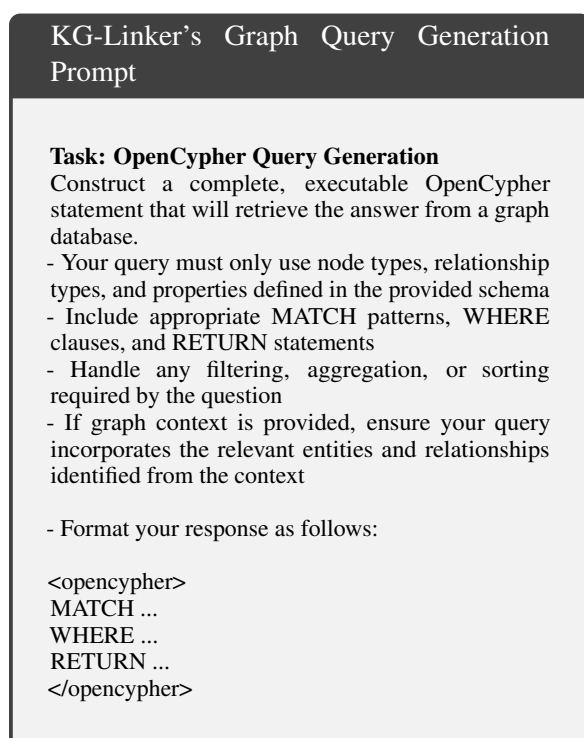 KG-Linker's Graph Query Generation
Prompt
Task: OpenCypher Query Generation
Construct a complete, executable OpenCypher
statement that will retrieve the answer from a graph
database.
- Your query must only use node types, relationship
types, and properties defined in the provided schema
- Include appropriate MATCH patterns, WHERE
clauses, and RETURN statements
- Handle any filtering, aggregation, or sorting
required by the question
- If graph context is provided, ensure your query
incorporates the relevant entities and relationships
identified from the context
- Format your response as follows:
<opencypher>
MATCH ...
WHERE ...
RETURN ...
</opencypher>